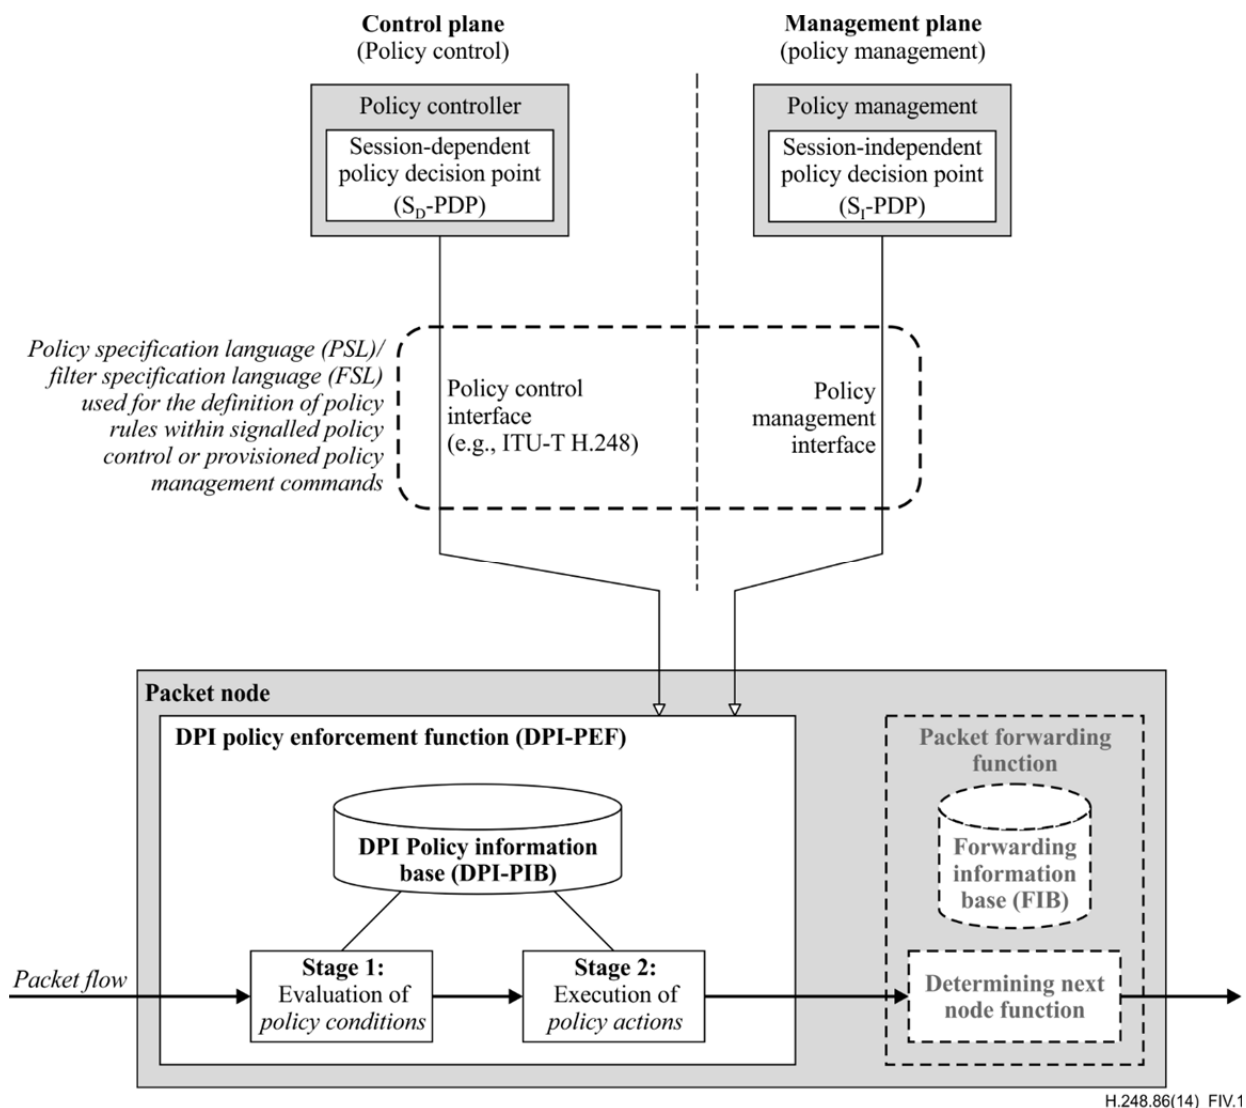 Control plane
(Policy control)
Management plane
(policy management)
Policy controller
Session-dependent
policy decision point
(S_D-PDP)
Policy management
Session-independent
policy decision point
(S_I-PDP)
Policy specification language (PSL)/
filter specification language (FSL)
used for the definition of policy
rules within signalled policy
control or provisioned policy
management commands
Policy control
interface
(e.g., ITU-T H.248)
Policy
management
interface
Packet node
DPI policy enforcement function (DPI-PEF)
DPI Policy information
base (DPI-PIB)
Packet forwarding
function
Forwarding
information
base (FIB)
Packet flow
Stage 1:
Evaluation of
policy conditions
Stage 2:
Execution of
policy actions
Determining next
node function
H.248.86(14)_FIV.1